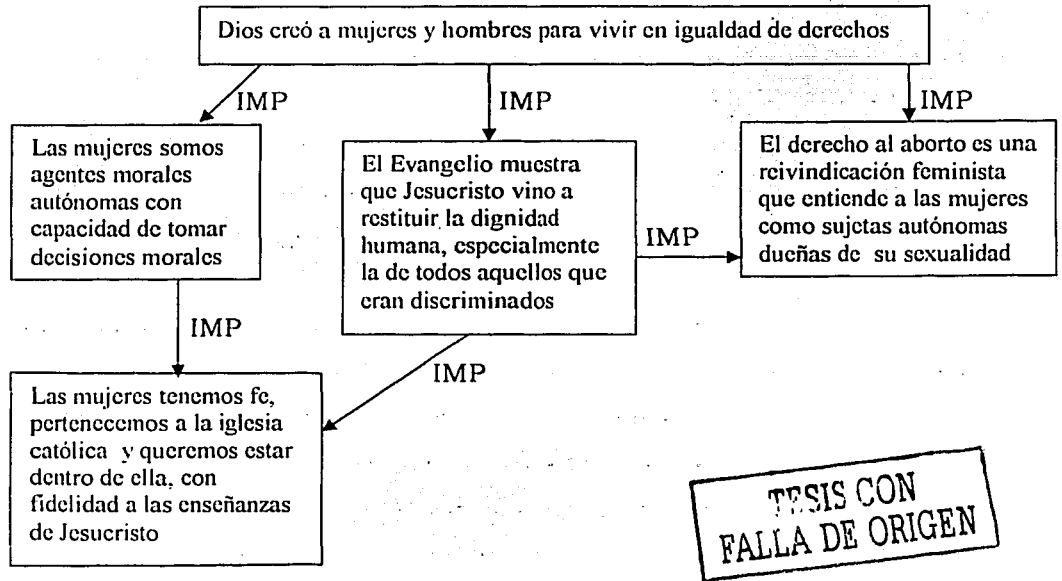 Dios creó a mujeres y hombres para vivir en igualdad de derechos
IMP
IMP
IMP
Las mujeres somos
agentes morales
autónomas con
capacidad de tomar
decisiones morales
El Evangelio muestra
que Jesucristo vino a
restituir la dignidad
humana, especialmente
la de todos aquellos que
eran discriminados
IMP
El derecho al aborto es una
reivindicación feminista
que entiende a las mujeres
como sujetas autónomas
dueñas de su sexualidad
IMP
IMP
Las mujeres tenemos fe,
pertenecemos a la iglesia
católica y queremos estar
dentro de ella, con
fidelidad a las enseñanzas
de Jesucristo
TESIS CON
FALLA DE ORIGEN